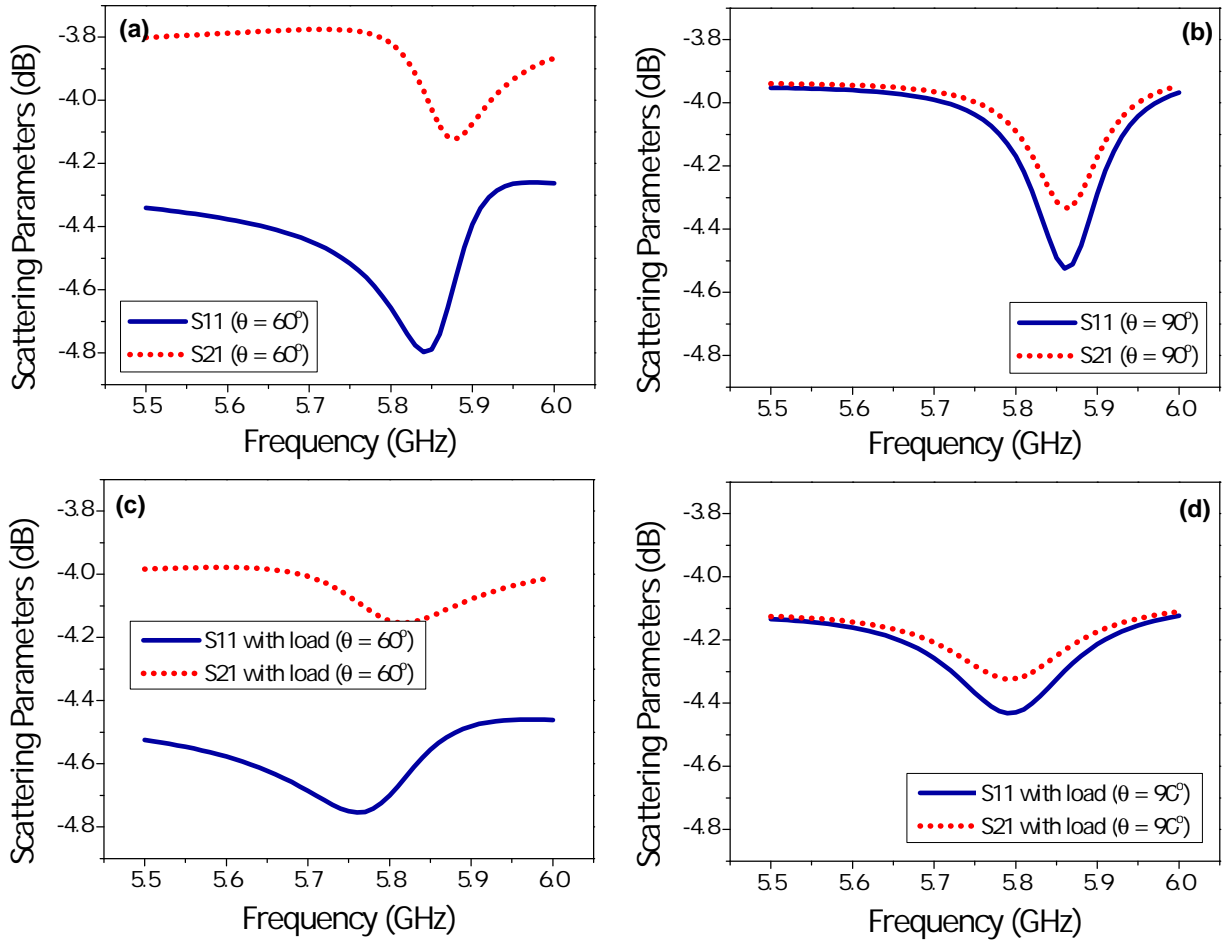 (a)
Scattering Parameters (dB)
-3.8
-4.0
-4.2
-4.4
-4.6
-4.8
S11 (θ = 60°)
S21 (θ = 60°)
5.5 5.6 5.7 5.8 5.9 6.0
Frequency (GHz)
(b)
Scattering Parameters (dB)
-3.8
-4.0
-4.2
-4.4
-4.6
-4.8
S11 (θ = 90°)
S21 (θ = 90°)
5.5 5.6 5.7 5.8 5.9 6.0
Frequency (GHz)
(c)
Scattering Parameters (dB)
-3.8
-4.0
-4.2
-4.4
-4.6
-4.8
S11 with load (θ = 60°)
S21 with load (θ = 60°)
5.5 5.6 5.7 5.8 5.9 6.0
Frequency (GHz)
(d)
Scattering Parameters (dB)
-3.8
-4.0
-4.2
-4.4
-4.6
-4.8
S11 with load (θ = 90°)
S21 with load (θ = 90°)
5.5 5.6 5.7 5.8 5.9 6.0
Frequency (GHz)